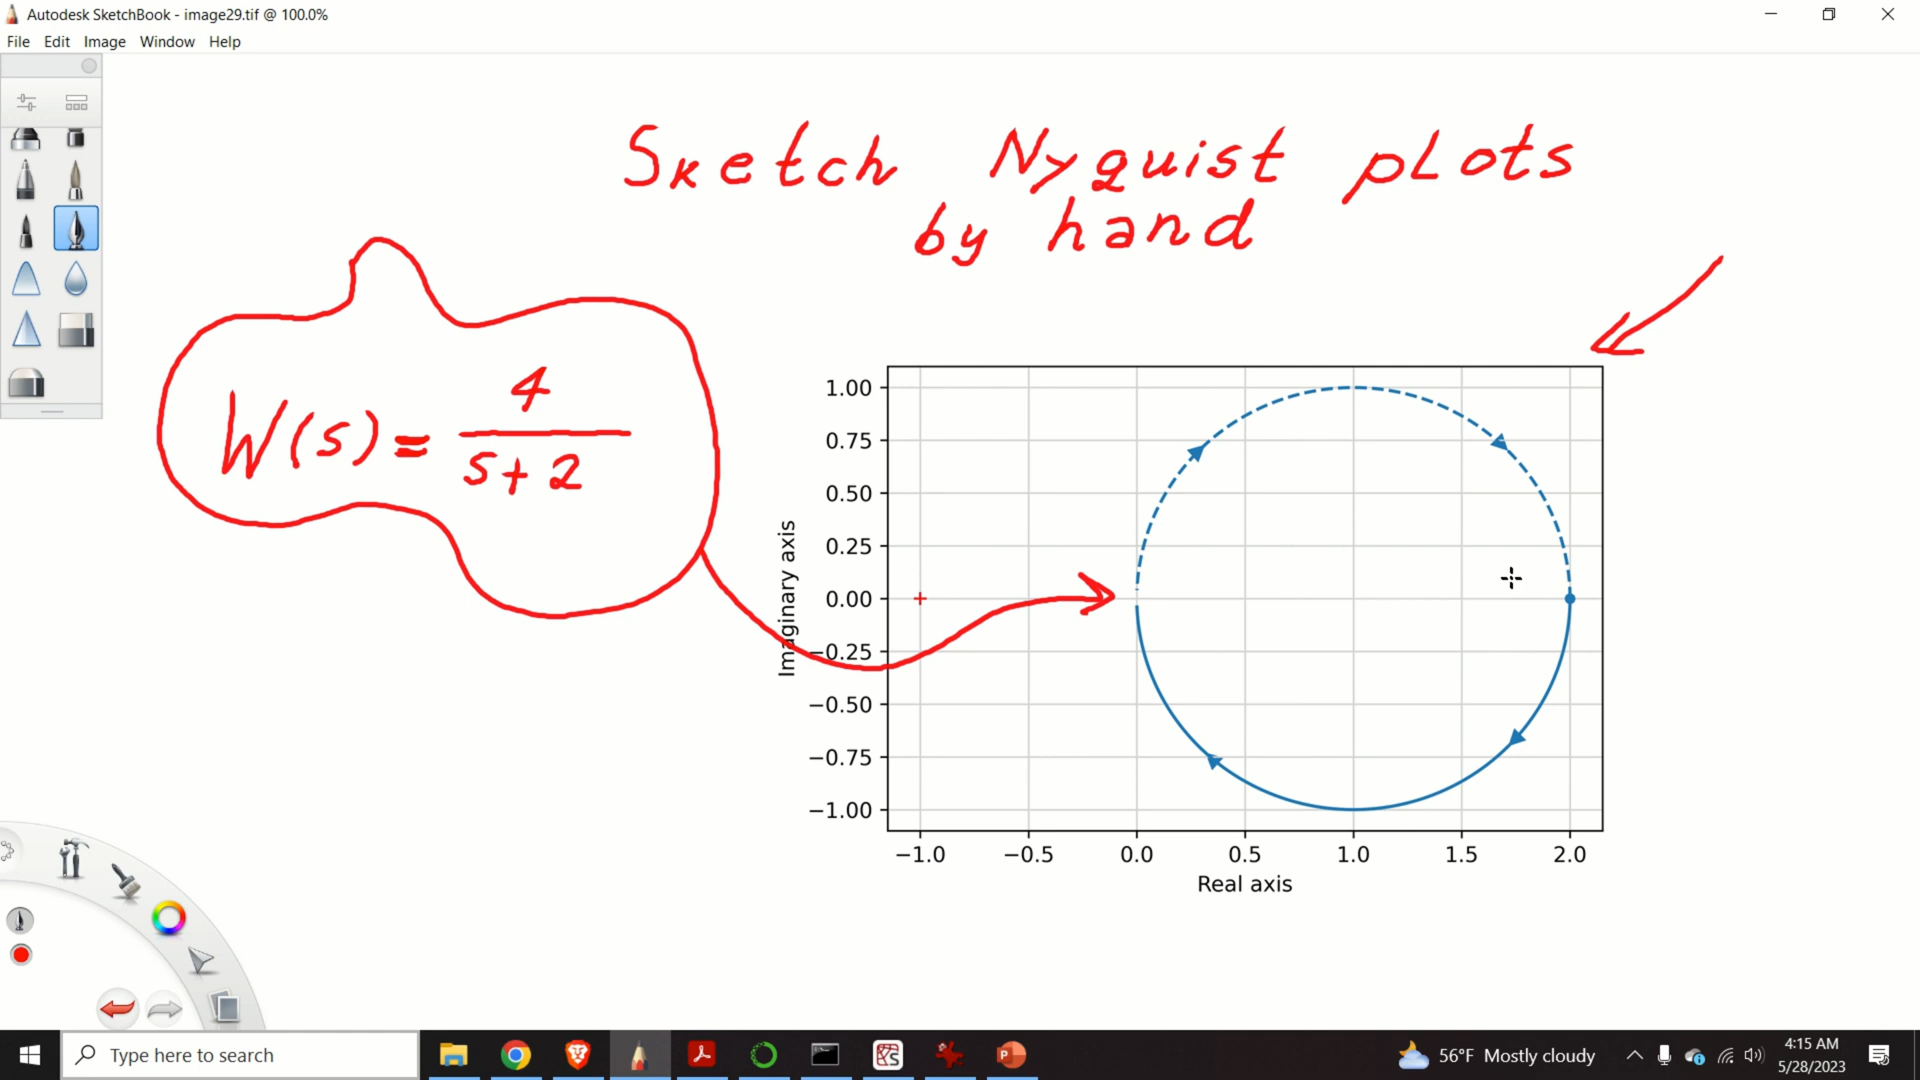 Autodesk SketchBook - image29.tif @ 100.0%
File Edit Image Window Help
Sketch Nyquist plots
by hand
W(s) = 4
s+2
1.00
0.75
0.50
0.25
0.00
−0.25
−0.50
−0.75
−1.00
Imaginary axis
−1.0 −0.5 0.0 0.5 1.0 1.5 2.0
Real axis
Type here to search
56°F Mostly cloudy
4:15 AM
5/28/2023